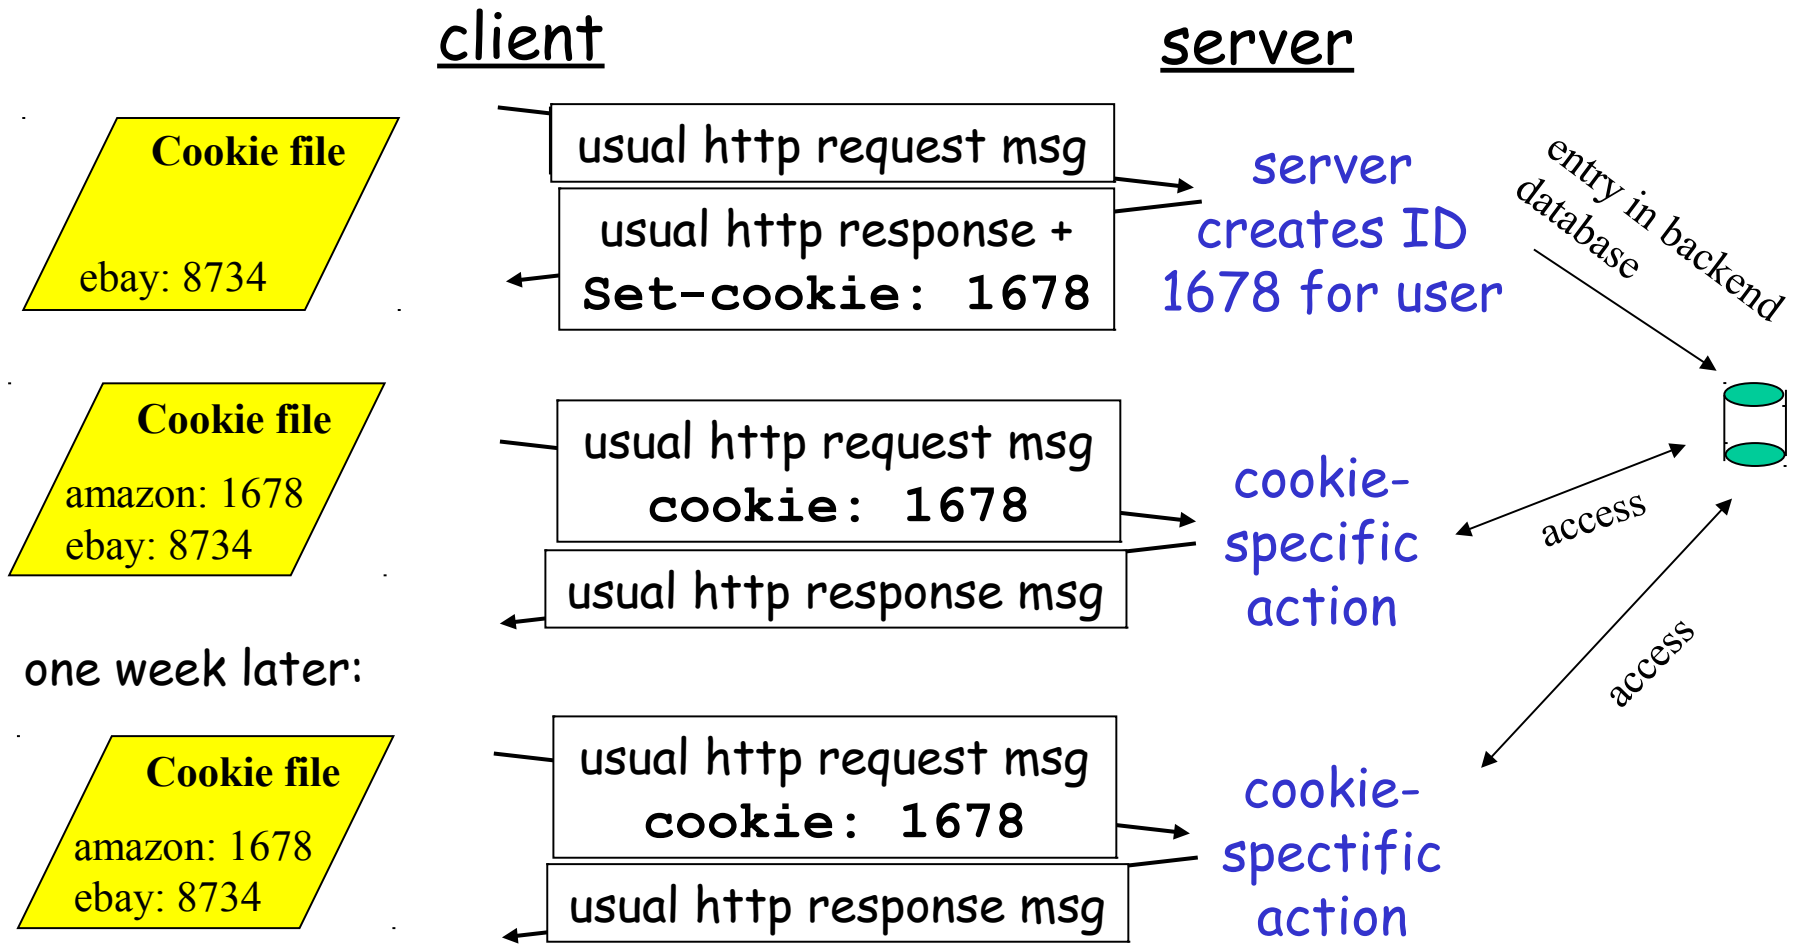 client
server
Cookie file
ebay: 8734
usual http request msg
usual http response +
Set-cookie: 1678
server
creates ID
1678 for user
entry in backend
database
Cookie file
amazon: 1678
ebay: 8734
usual http request msg
cookie: 1678
usual http response msg
cookie-
specific
action
access
access
one week later:
Cookie file
amazon: 1678
ebay: 8734
usual http request msg
cookie: 1678
usual http response msg
cookie-
spectific
action